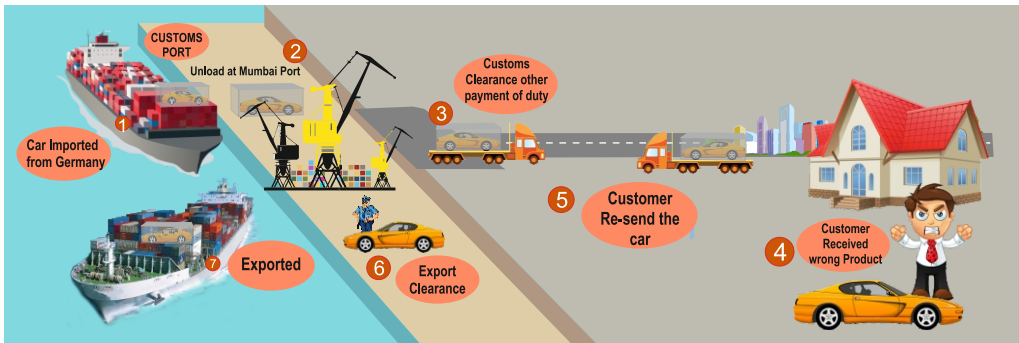 CUSTOMS
PORT
2
Unload at Mumbai Port
1
Car Imported
from Germany
3
Customs
Clearance other
payment of duty
4
Customer
Received
wrong Product
5
Customer
Re-send the
car
6
Export
Clearance
7
Exported